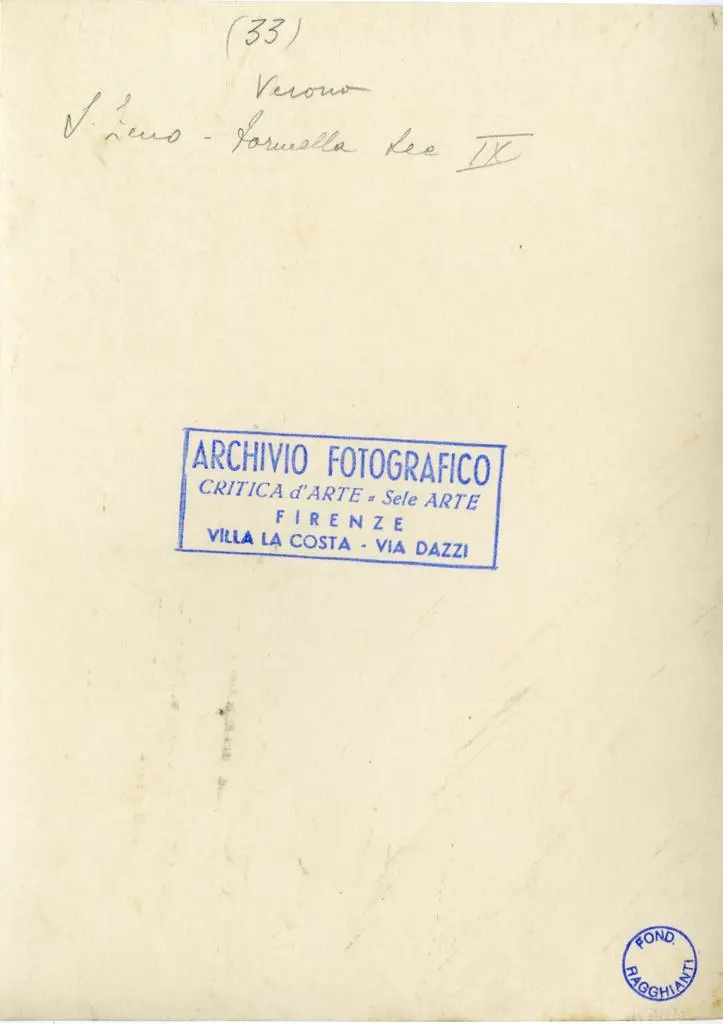 (33)
Verona
S. Zeno - Formella Sec IX
ARCHIVIO FOTOGRAFICO
CRITICA d'ARTE - Sele ARTE
FIRENZE
VILLA LA COSTA - VIA DAZZI
FOND. RAGGHIANTI